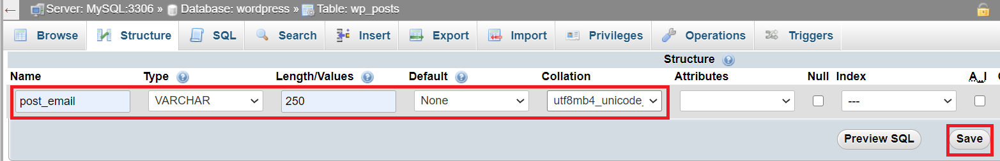 Server: MySQL:3306 » Database: wordpress » Table: wp_posts
Browse Structure SQL Search Insert Export Import Privileges Operations Triggers
Structure
Name Type Length/Values Default Collation Attributes Null Index A_I
post_email VARCHAR 250 None utf8mb4_unicode_ ---
Preview SQL Save